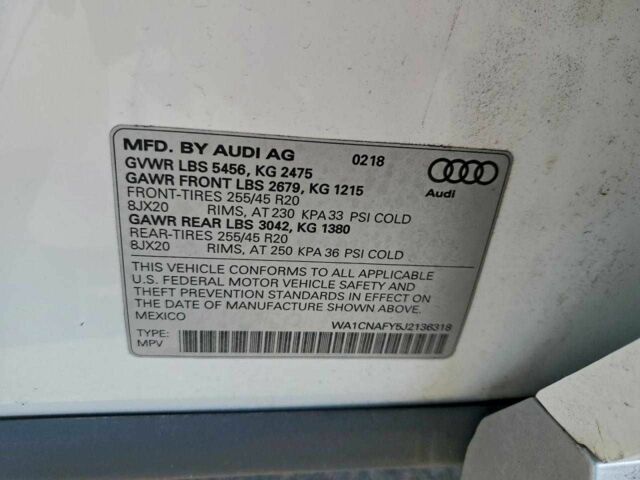 MFD. BY AUDI AG 0218
GVWR LBS 5456, KG 2475
GAWR FRONT LBS 2679, KG 1215
FRONT-TIRES 255/45 R20
8JX20 RIMS, AT 230 KPA 33 PSI COLD
GAWR REAR LBS 3042, KG 1380
REAR-TIRES 255/45 R20
8JX20 RIMS, AT 250 KPA 36 PSI COLD
Audi
THIS VEHICLE CONFORMS TO ALL APPLICABLE
U.S. FEDERAL MOTOR VEHICLE SAFETY AND
THEFT PREVENTION STANDARDS IN EFFECT ON
THE DATE OF MANUFACTURE SHOWN ABOVE.
MEXICO
WA1CNAFY5J2136318
TYPE:
MPV